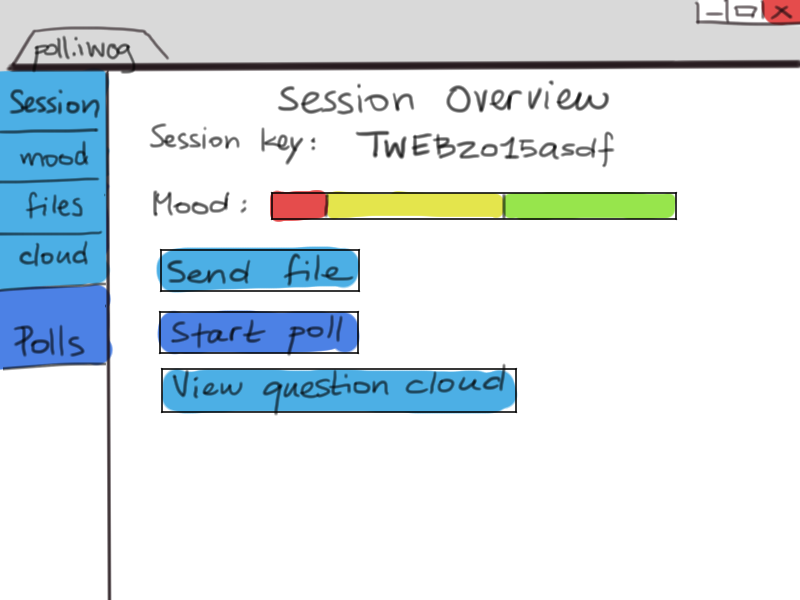 poll.iwog
Session
mood
files
cloud
Polls
Session Overview
Session key: TWEB2015asdf
Mood:
Send file
Start poll
View question cloud